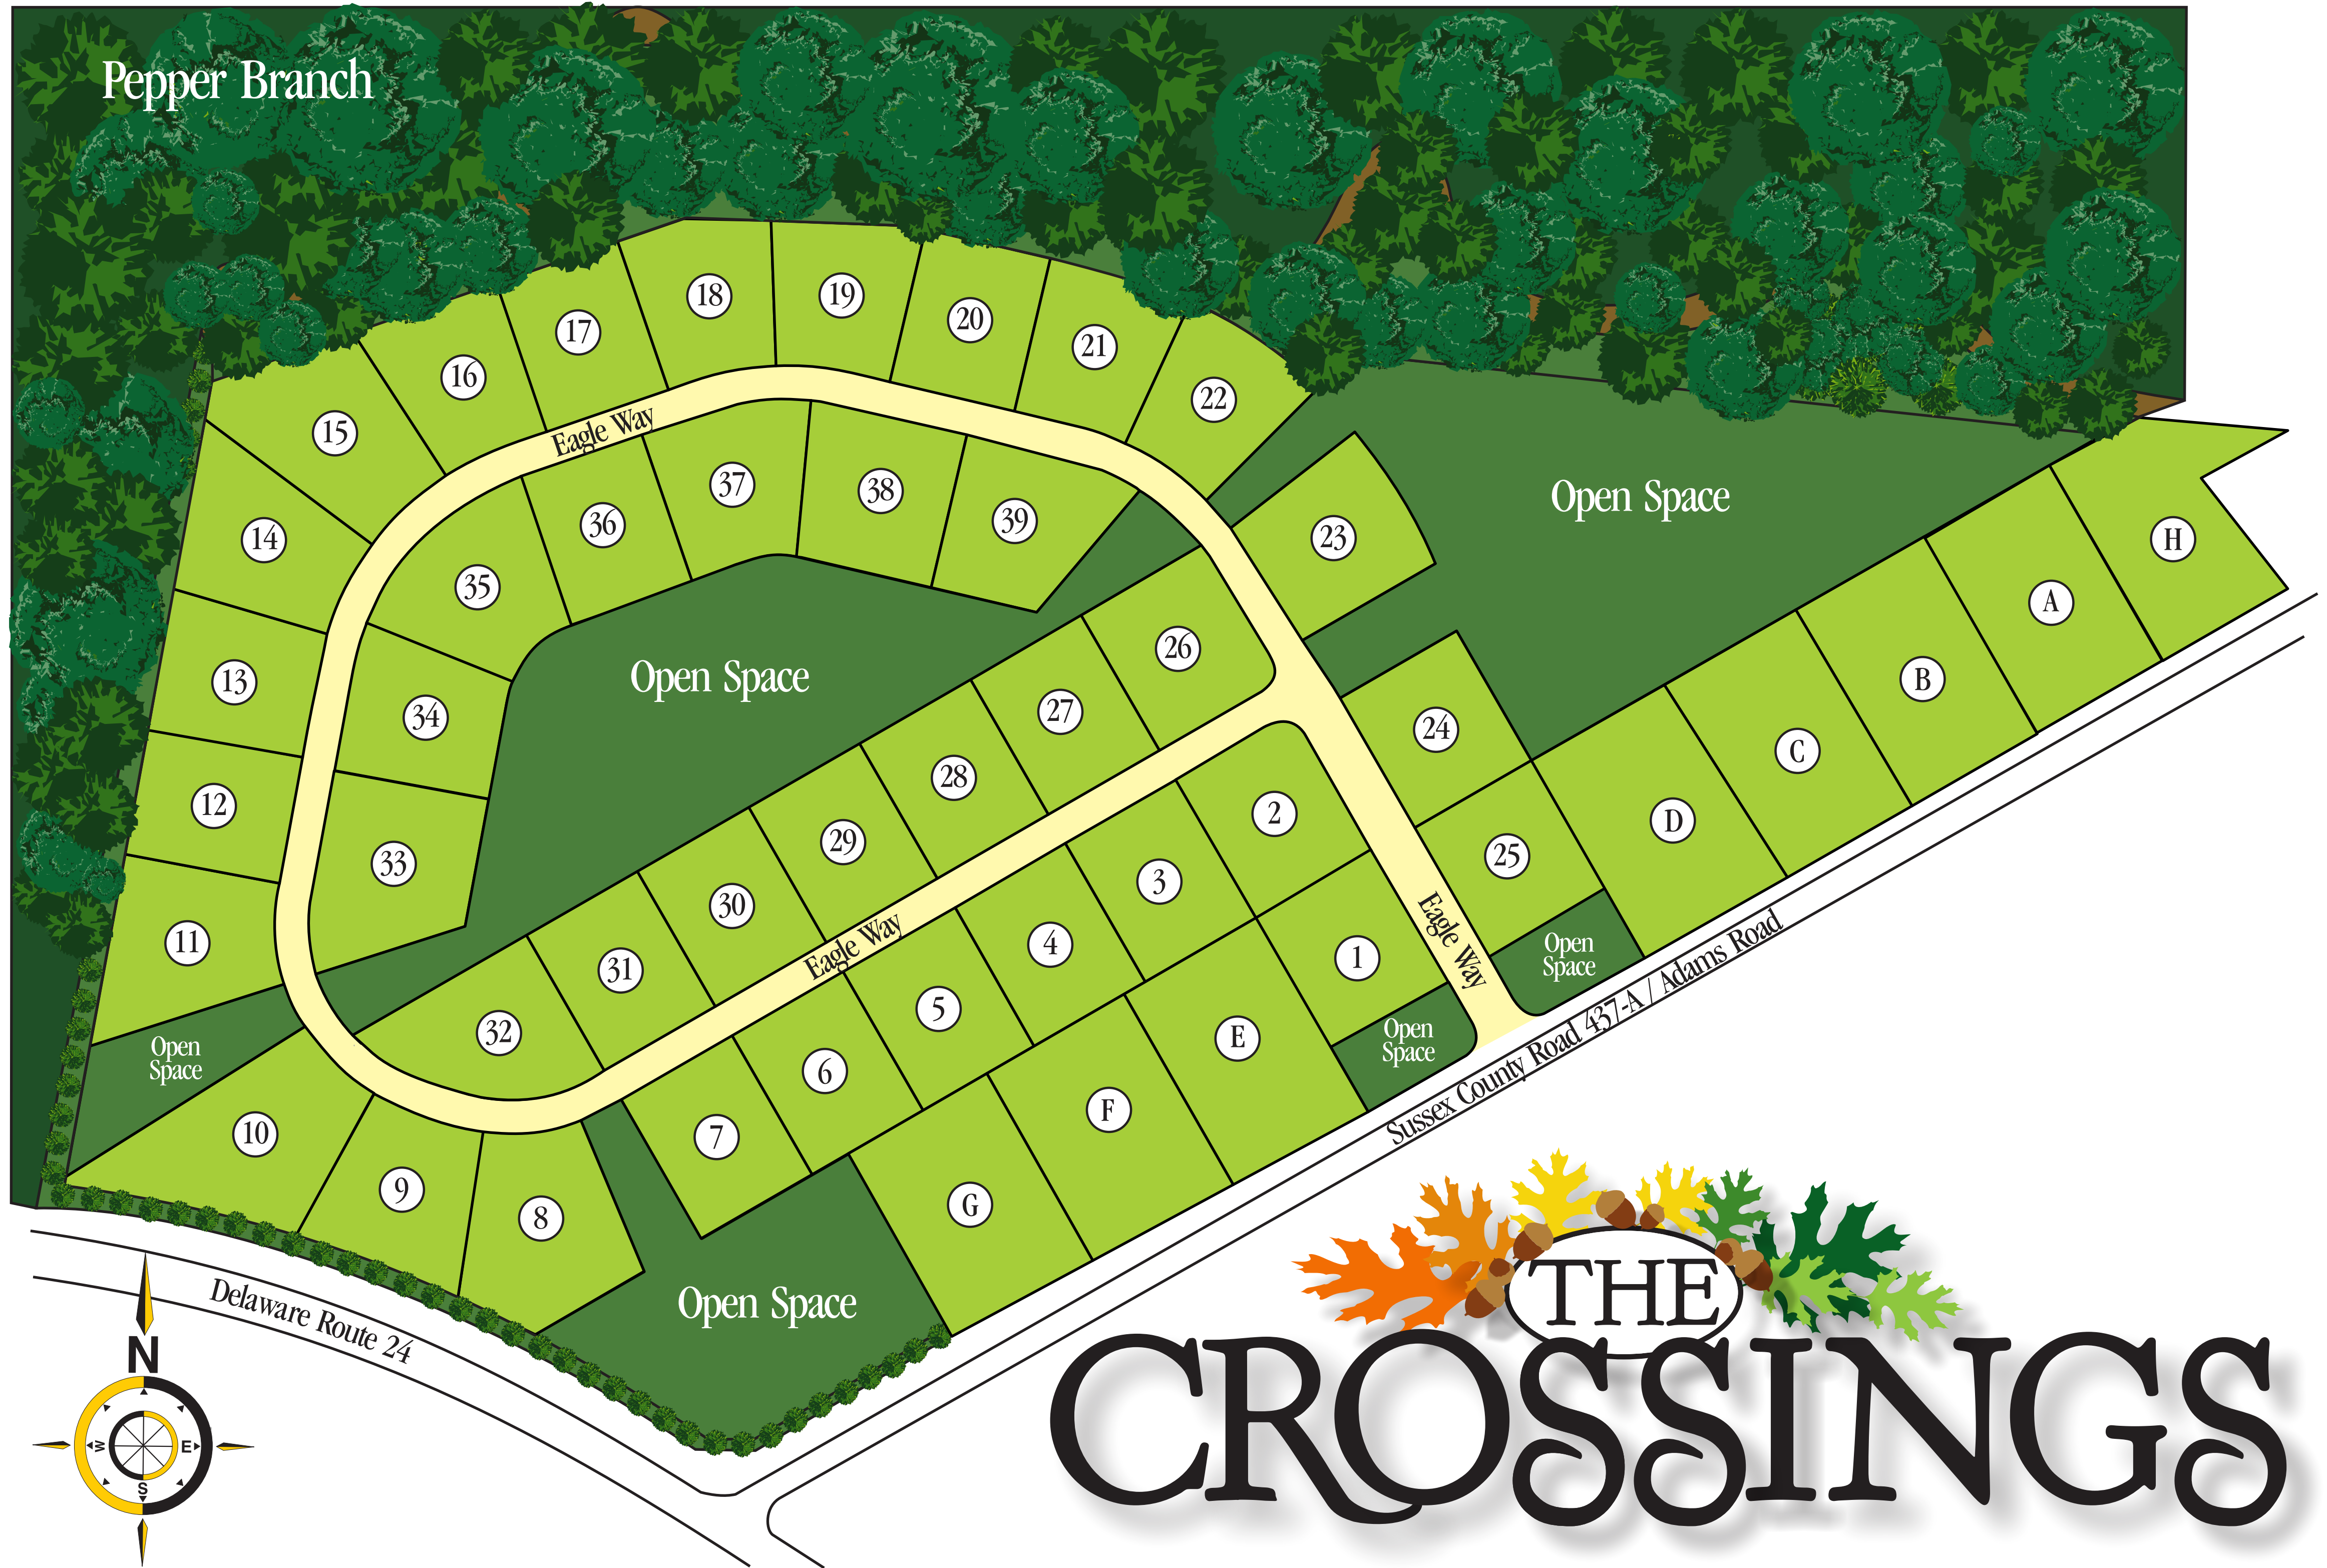 Pepper Branch
18
19
17
20
21
16
22
15
Eagle Way
37
38
Open Space
39
36
23
14
H
35
A
26
Open Space
B
13
27
34
24
C
28
12
2
D
29
25
33
3
30
Eagle Way
11
4
1
Eagle Way
31
Open
Space
5
32
E
Open
Space
Open
Space
Sussex County Road 437-A / Adams Road
6
F
10
7
9
G
8
Open Space
Delaware Route 24
N
W
E
S
THE
CROSSINGS